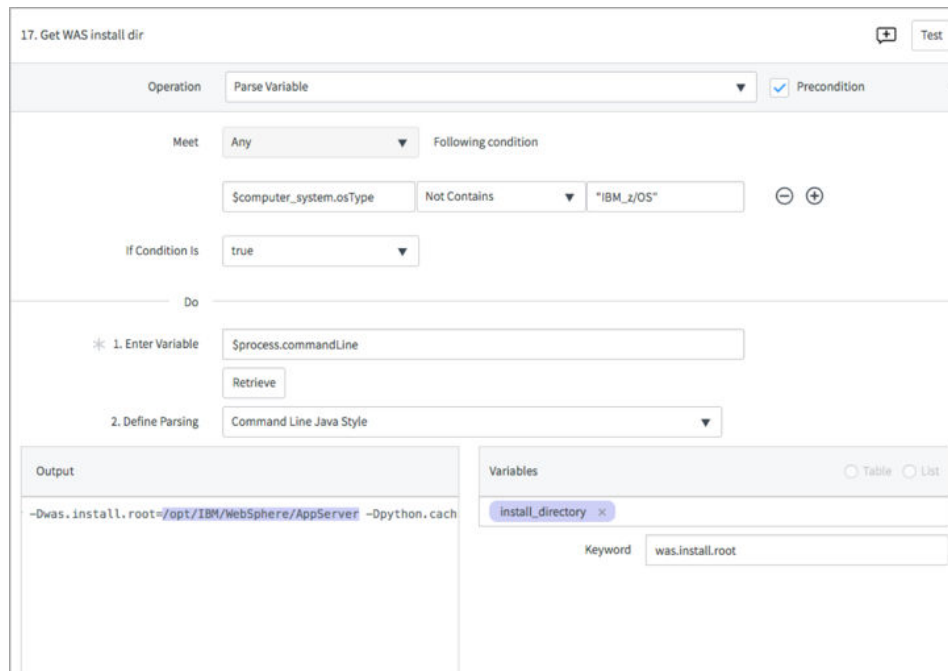 17. Get WAS install dir
Test
Operation
Parse Variable
Precondition
Meet
Any
Following condition
$computer_system.osType
Not Contains
"IBM_z/OS"
If Condition Is
true
Do
1. Enter Variable
$process.commandLine
Retrieve
2. Define Parsing
Command Line Java Style
Output
Variables
Table
List
-Dwas.install.root=/opt/IBM/WebSphere/AppServer -Dpython.cach
install_directory ×
Keyword
was.install.root